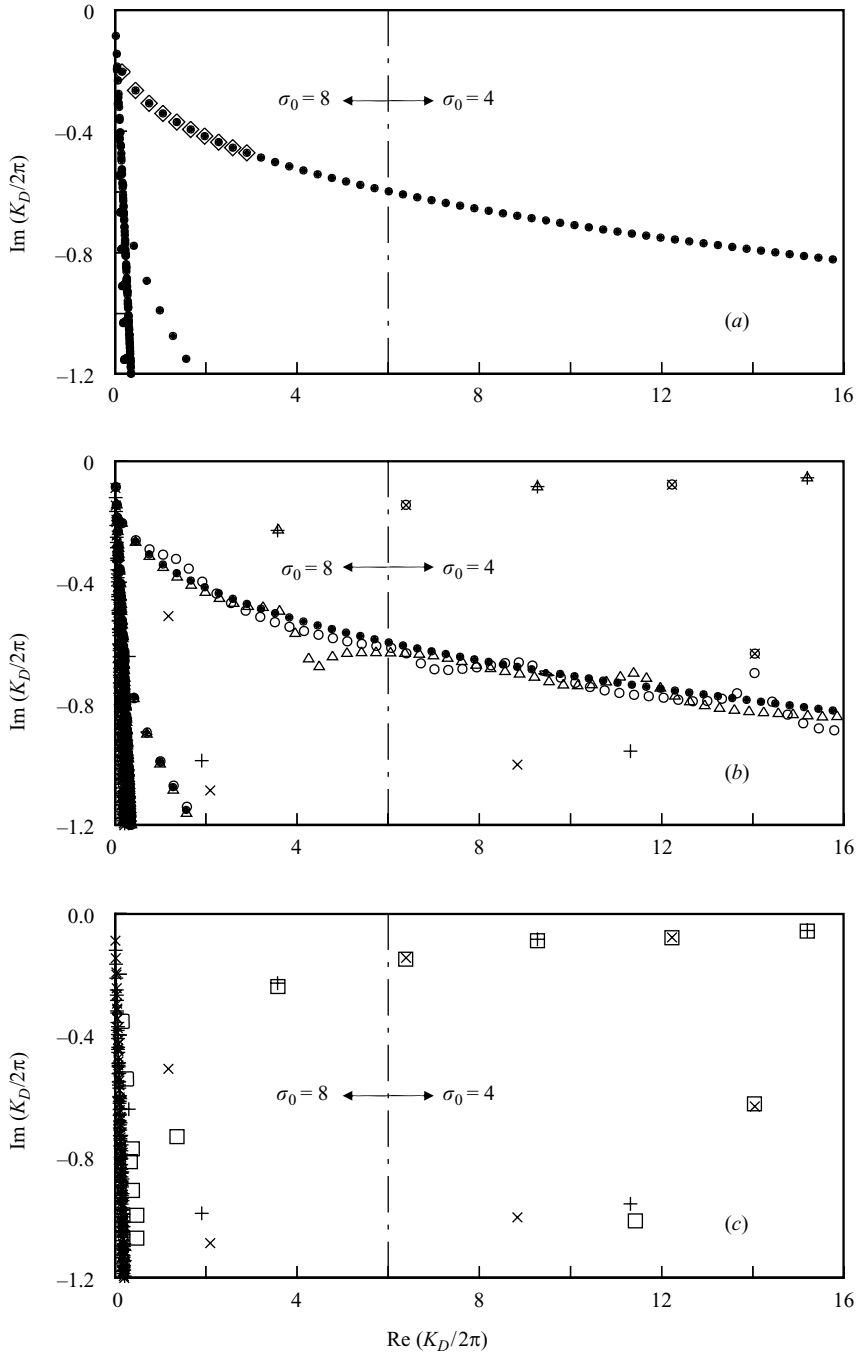 0
–0.4
–0.8
–1.2
Im (K_D/2π)
σ₀ = 8
σ₀ = 4
(a)
0
4
8
12
16
0
–0.4
–0.8
–1.2
Im (K_D/2π)
σ₀ = 8
σ₀ = 4
(b)
0
4
8
12
16
0.0
–0.4
–0.8
–1.2
Im (K_D/2π)
σ₀ = 8
σ₀ = 4
(c)
0
4
8
12
16
Re (K_D/2π)